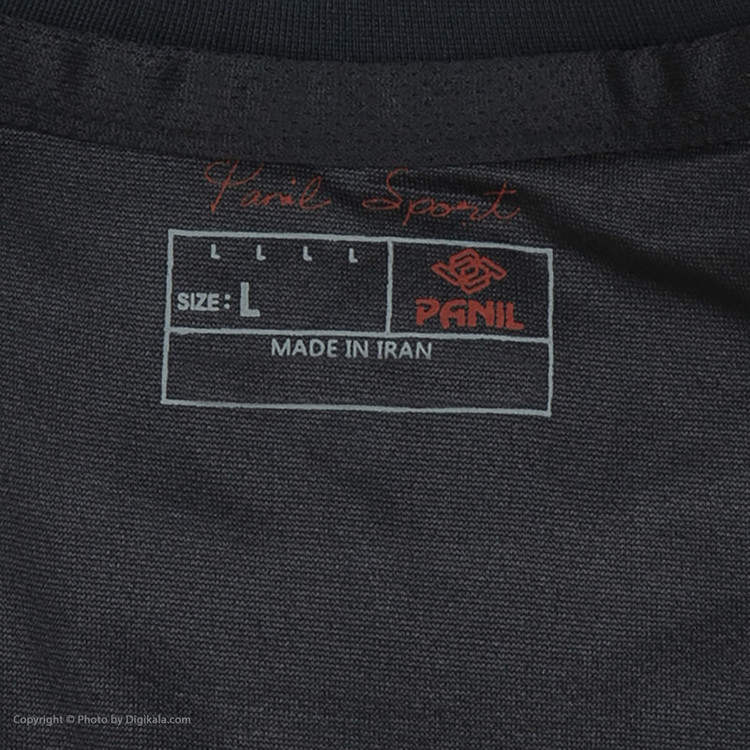 Panil Sport
L L L L
SIZE: L
PANIL
MADE IN IRAN
Copyright © Photo by Digikala.com